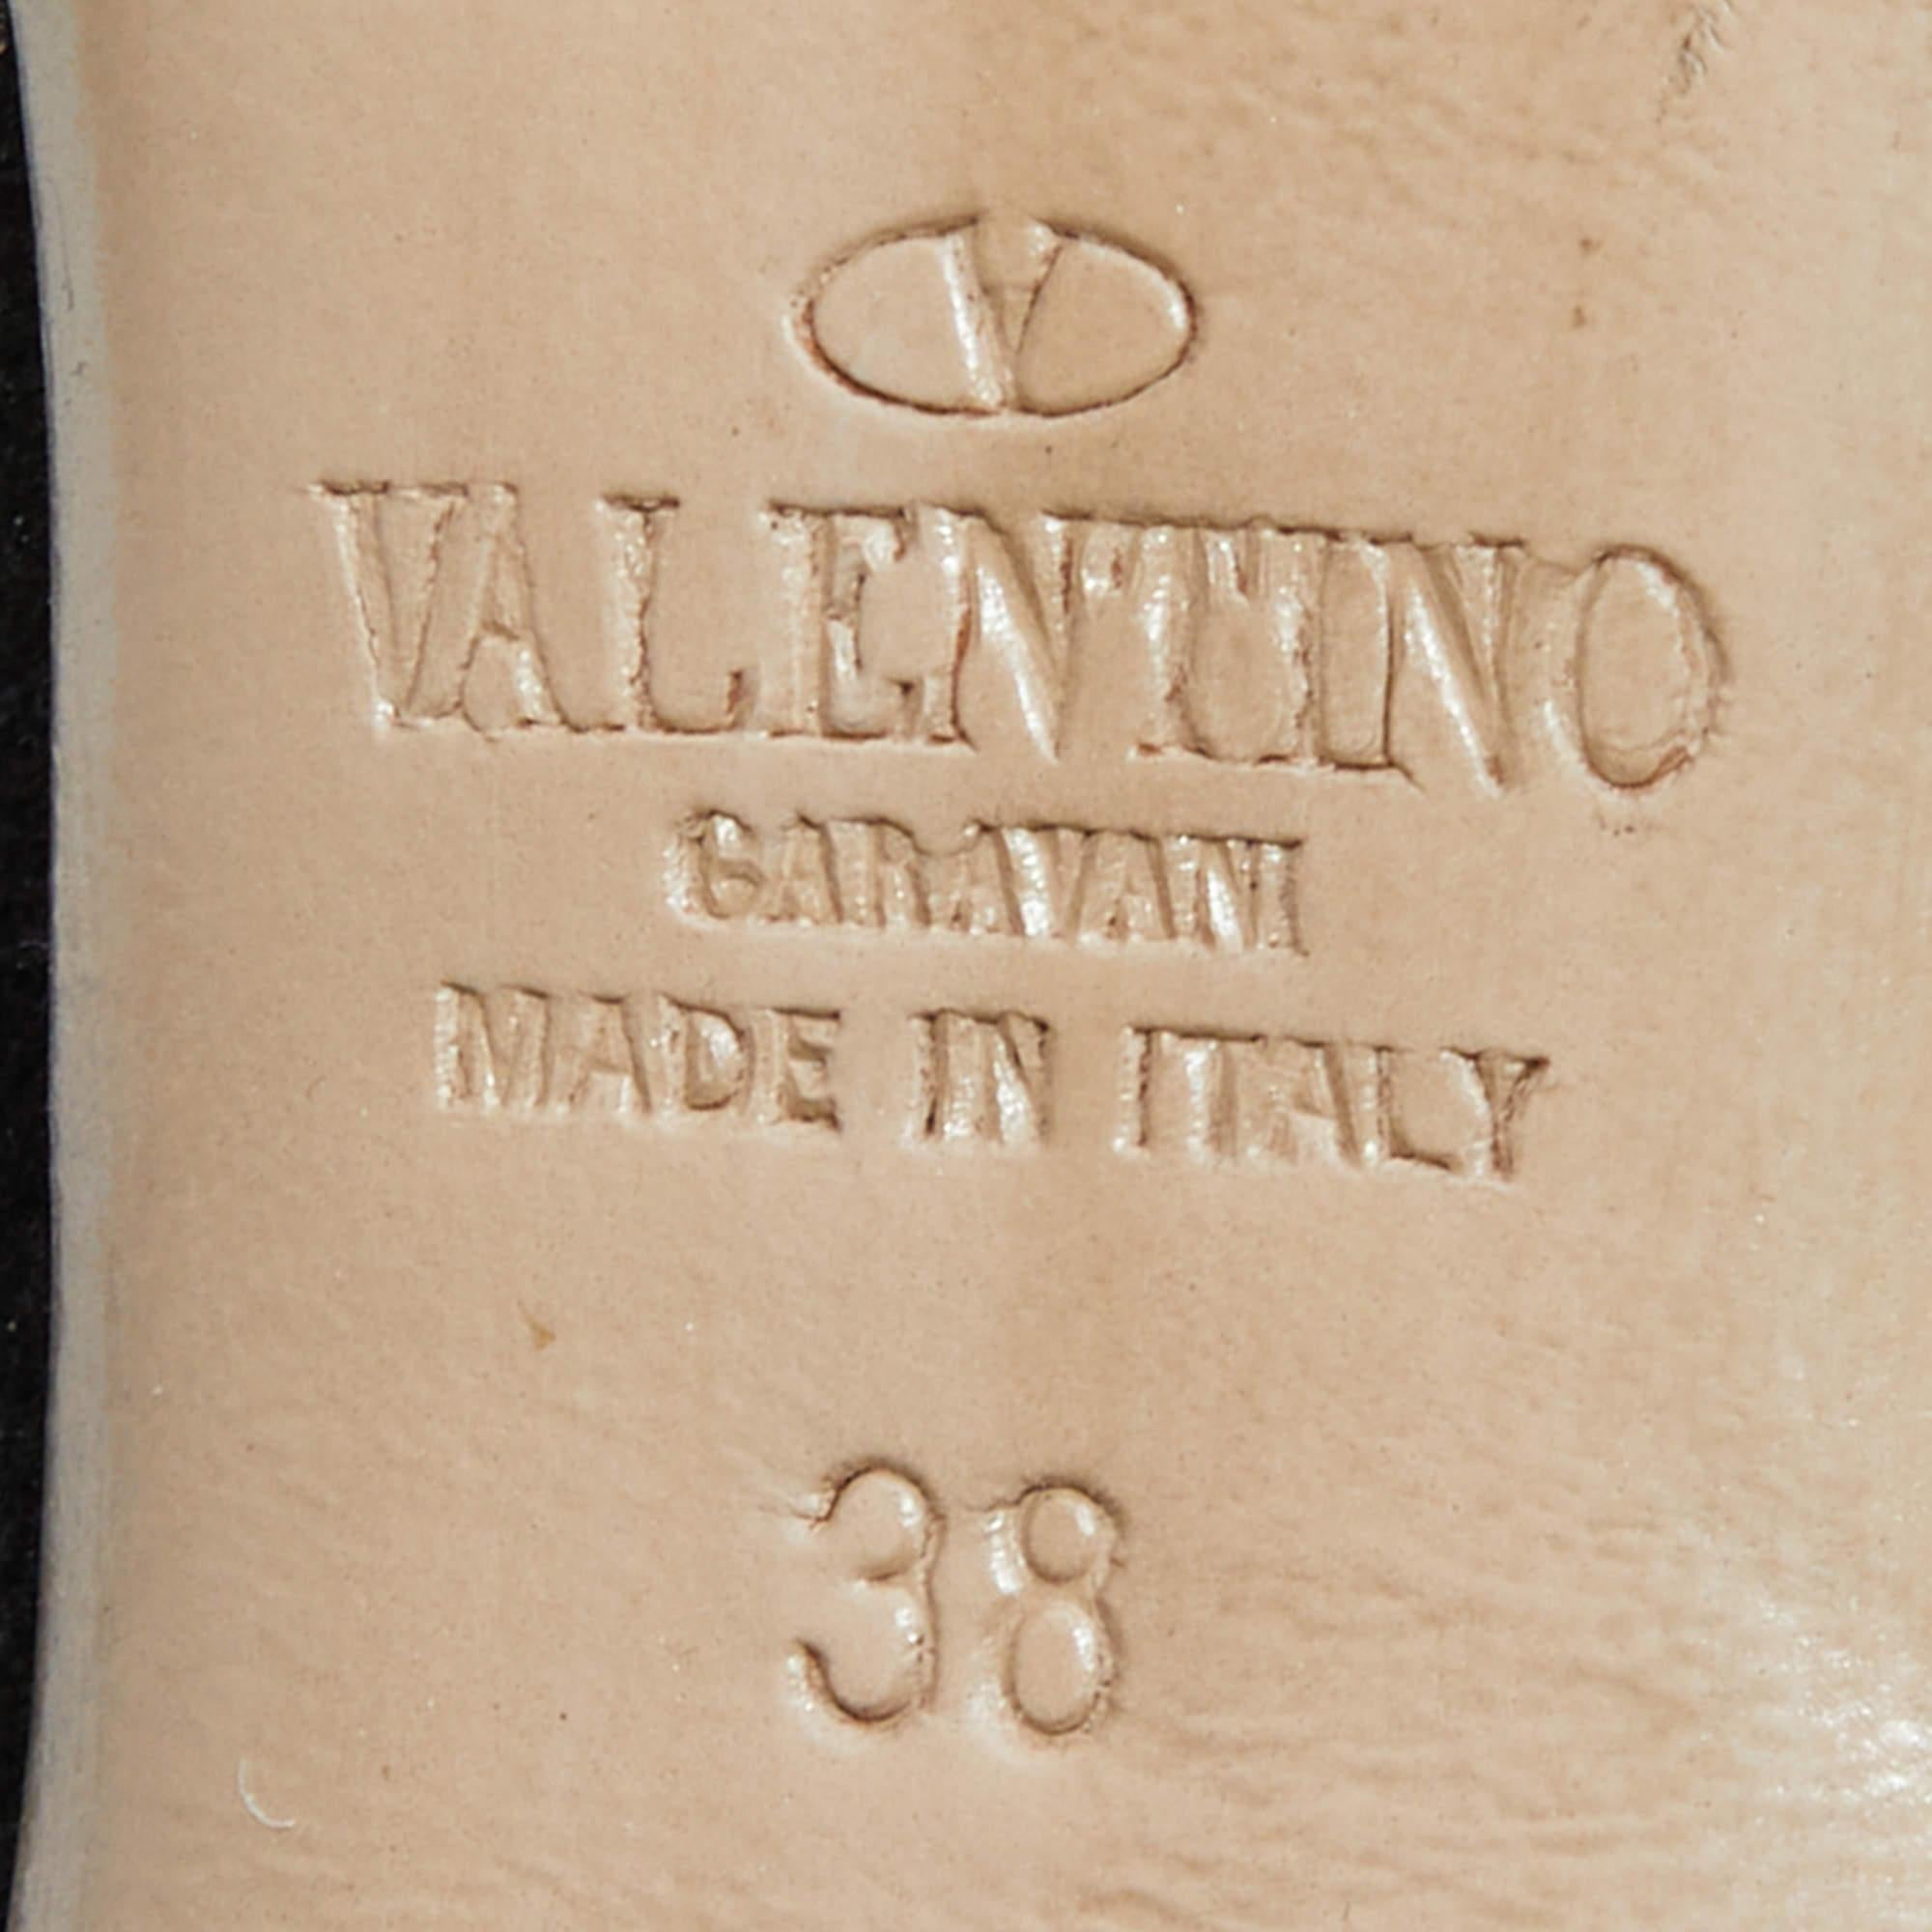 V
VALENTINO
GARAVANI
MADE IN ITALY
38